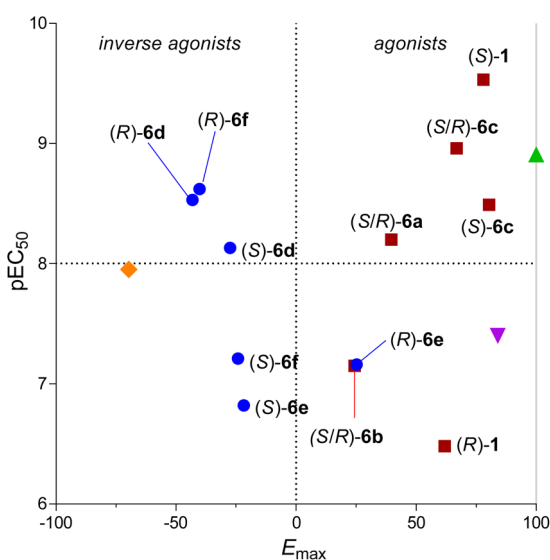 10
inverse agonists
agonists
(S)-1
(R)-6d
(R)-6f
(S/R)-6c
9
(S/R)-6a
(S)-6c
(S)-6d
8
pEC50
(S)-6f
(R)-6e
7
(S)-6e
(S/R)-6b
(R)-1
6
-100
-50
0
50
100
Emax